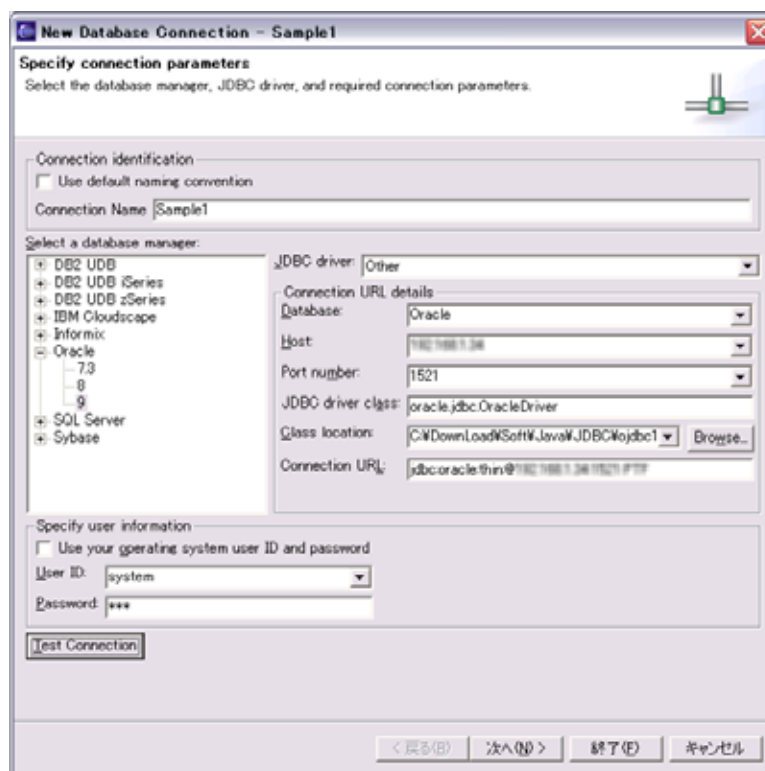 New Database Connection - Sample1
Specify connection parameters
Select the database manager, JDBC driver, and required connection parameters.
Connection identification
Use default naming convention
Connection Name Sample1
Select a database manager:
DB2 UDB
DB2 UDB iSeries
DB2 UDB zSeries
IBM Cloudscape
Informix
Oracle
7.3
8
9
SQL Server
Sybase
JDBC driver: Other
Connection URL details
Database: Oracle
Host:
Port number: 1521
JDBC driver class: oracle.jdbc.OracleDriver
Class location: C:¥DownLoad¥Soft¥Java¥JDBC¥ojdbc1 Browse...
Connection URL: jdbc:oracle:thin:@
Specify user information
Use your operating system user ID and password
User ID: system
Password: ***
Test Connection
< 戻る(B) 次へ(N) > 終了(F) キャンセル